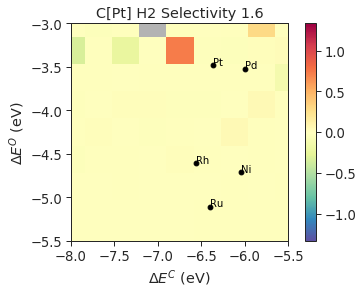 C[Pt] H2 Selectivity 1.6
−3.0
−3.5
−4.0
−4.5
−5.0
−5.5
ΔE^O (eV)
Pt
Pd
Rh
Ni
Ru
−8.0 −7.5 −7.0 −6.5 −6.0 −5.5
ΔE^C (eV)
1.0
0.5
0.0
−0.5
−1.0